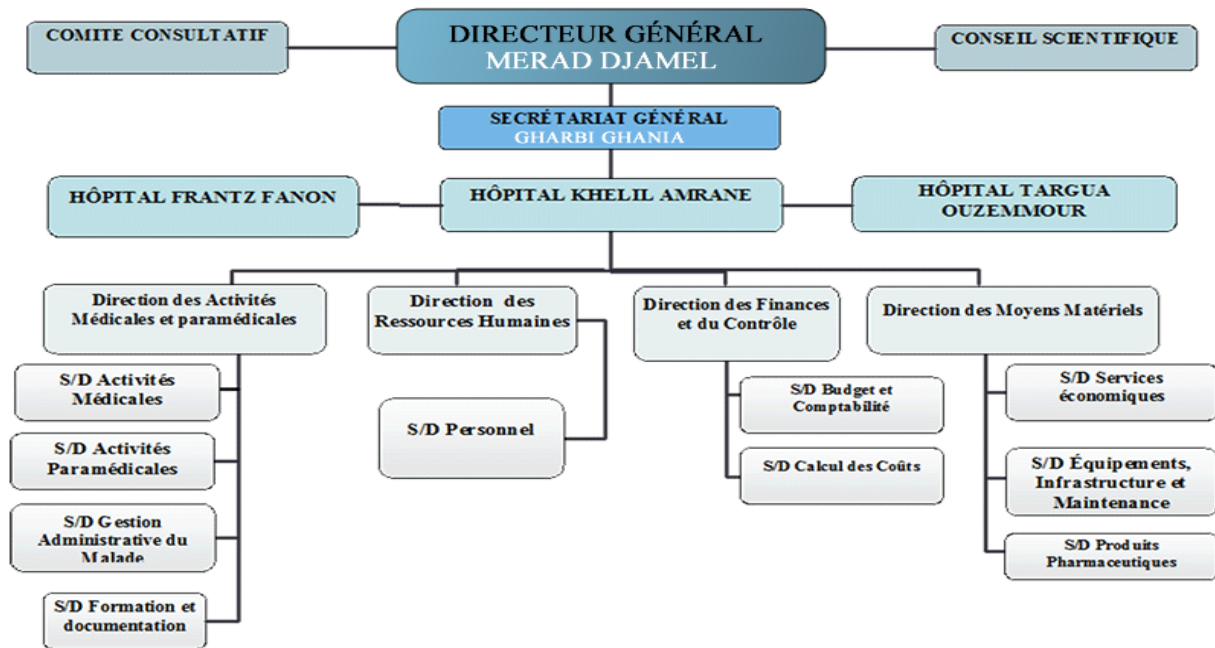 COMITE CONSULTATIF
DIRECTEUR GÉNÉRAL
MERAD DJAMEL
CONSEIL SCIENTIFIQUE
SECRÉTARIAT GÉNÉRAL
GHARBI GHANIA
HÔPITAL FRANTZ FANON
HÔPITAL KHELIL AMRANE
HÔPITAL TARGUA
OUZEMMOUR
Direction des Activités
Médicales et paramédicales
Direction des
Ressources Humaines
Direction des Finances
et du Contrôle
Direction des Moyens Matériels
S/D Activités
Médicales
S/D Activités
Paramédicales
S/D Gestion
Administrative du
Malade
S/D Formation et
documentation
S/D Personnel
S/D Budget et
Comptabilité
S/D Calcul des Coûts
S/D Services
économiques
S/D Équipements,
Infrastructure et
Maintenance
S/D Produits
Pharmaceutiques